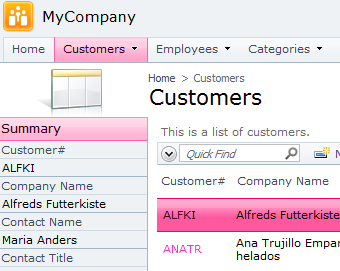 MyCompany
Home Customers Employees Categories
Home > Customers
Customers
This is a list of customers.
Quick Find
Summary
Customer#
ALFKI
Company Name
Alfreds Futterkiste
Contact Name
Maria Anders
Contact Title
Customer# Company Name
ALFKI Alfreds Futterkiste
ANATR Ana Trujillo Empar
helados